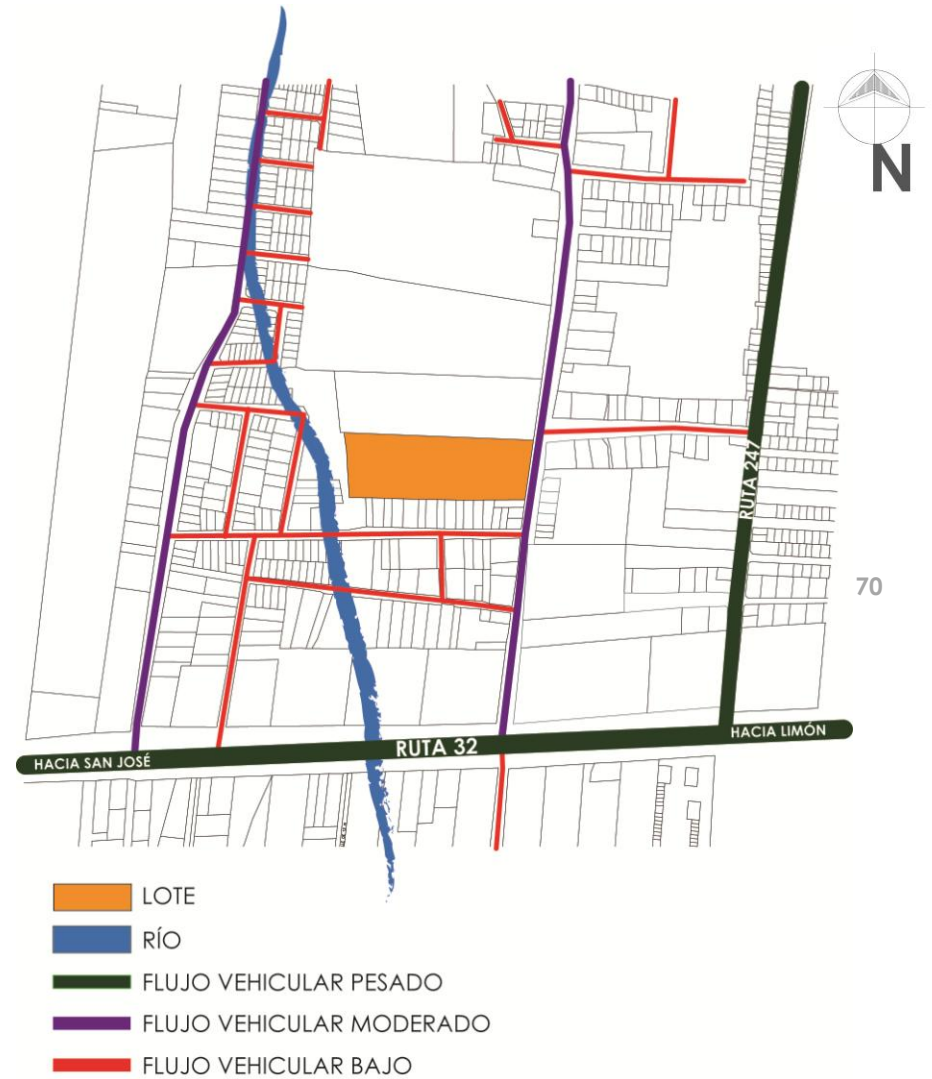 N
RUTA 247
70
HACIA SAN JOSÉ
RUTA 32
HACIA LIMÓN
LOTE
RÍO
FLUJO VEHICULAR PESADO
FLUJO VEHICULAR MODERADO
FLUJO VEHICULAR BAJO